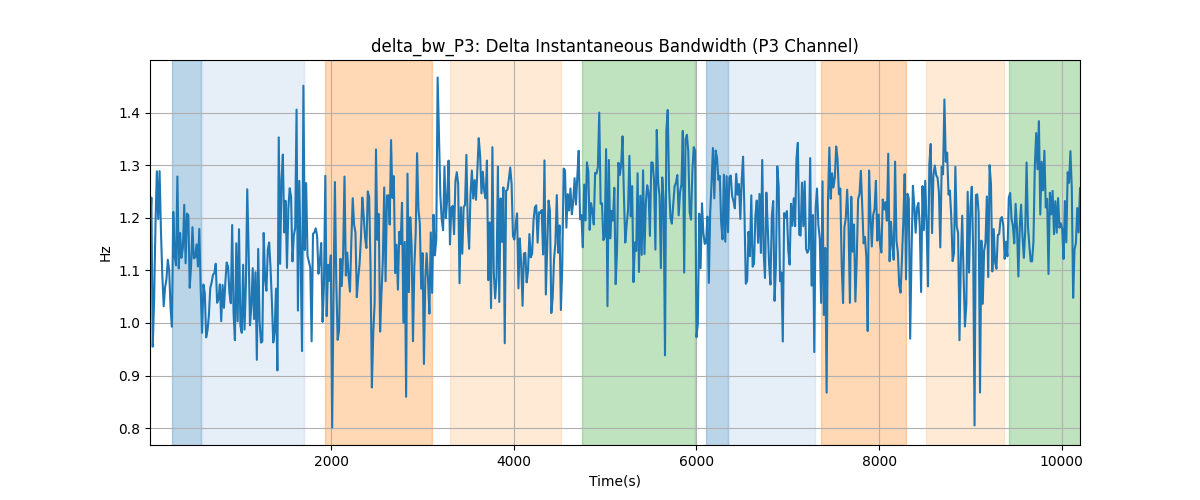 delta_bw_P3: Delta Instantaneous Bandwidth (P3 Channel)
Hz
1.4
1.3
1.2
1.1
1.0
0.9
0.8
2000 4000 6000 8000 10000
Time(s)